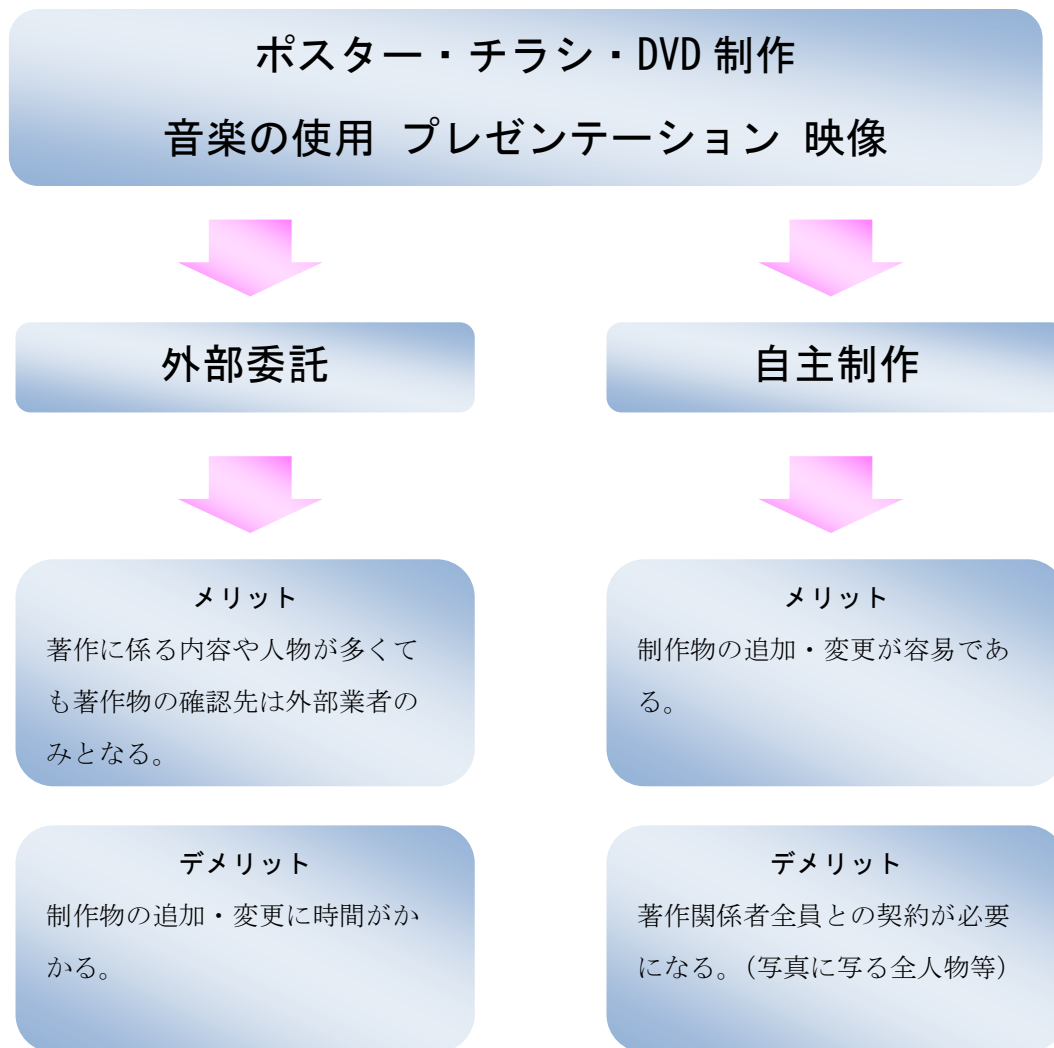 ポスター・チラシ・DVD 制作
音楽の使用 プレゼンテーション 映像
外部委託
自主制作
メリット
著作に係る内容や人物が多くて
も著作物の確認先は外部業者の
みとなる。
メリット
制作物の追加・変更が容易であ
る。
デメリット
制作物の追加・変更に時間がか
かる。
デメリット
著作関係者全員との契約が必要
になる。（写真に写る全人物等）